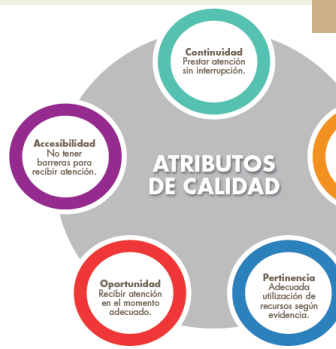 Continuidad
Prestar atención
sin interrupción.
Accesibilidad
No tener
barreras para
recibir atención.
ATRIBUTOS
DE CALIDAD
Oportunidad
Recibir atención
en el momento
adecuado.
Pertinencia
Adecuada
utilización de
recursos según
evidencia.